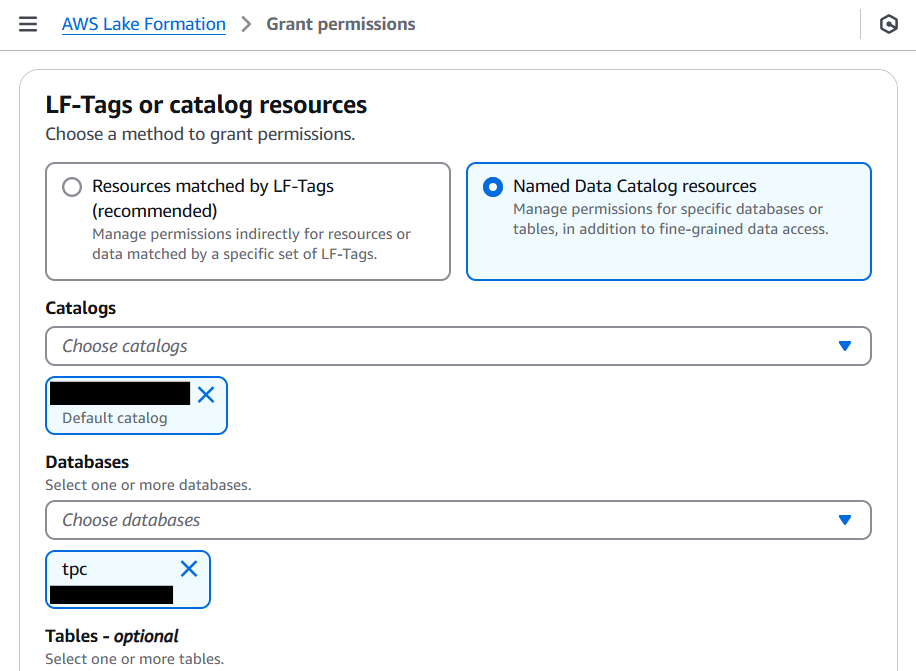 AWS Lake Formation > Grant permissions
LF-Tags or catalog resources
Choose a method to grant permissions.
Resources matched by LF-Tags
(recommended)
Manage permissions indirectly for resources or
data matched by a specific set of LF-Tags.
Named Data Catalog resources
Manage permissions for specific databases or
tables, in addition to fine-grained data access.
Catalogs
Choose catalogs
Default catalog
Databases
Select one or more databases.
Choose databases
tpc
Tables - optional
Select one or more tables.